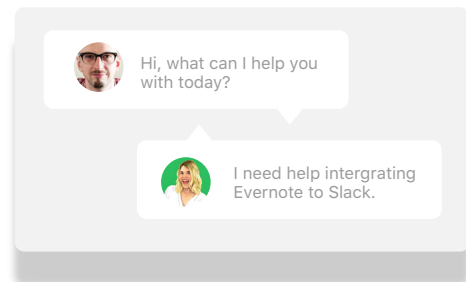 Hi, what can I help you
with today?
I need help intergrating
Evernote to Slack.